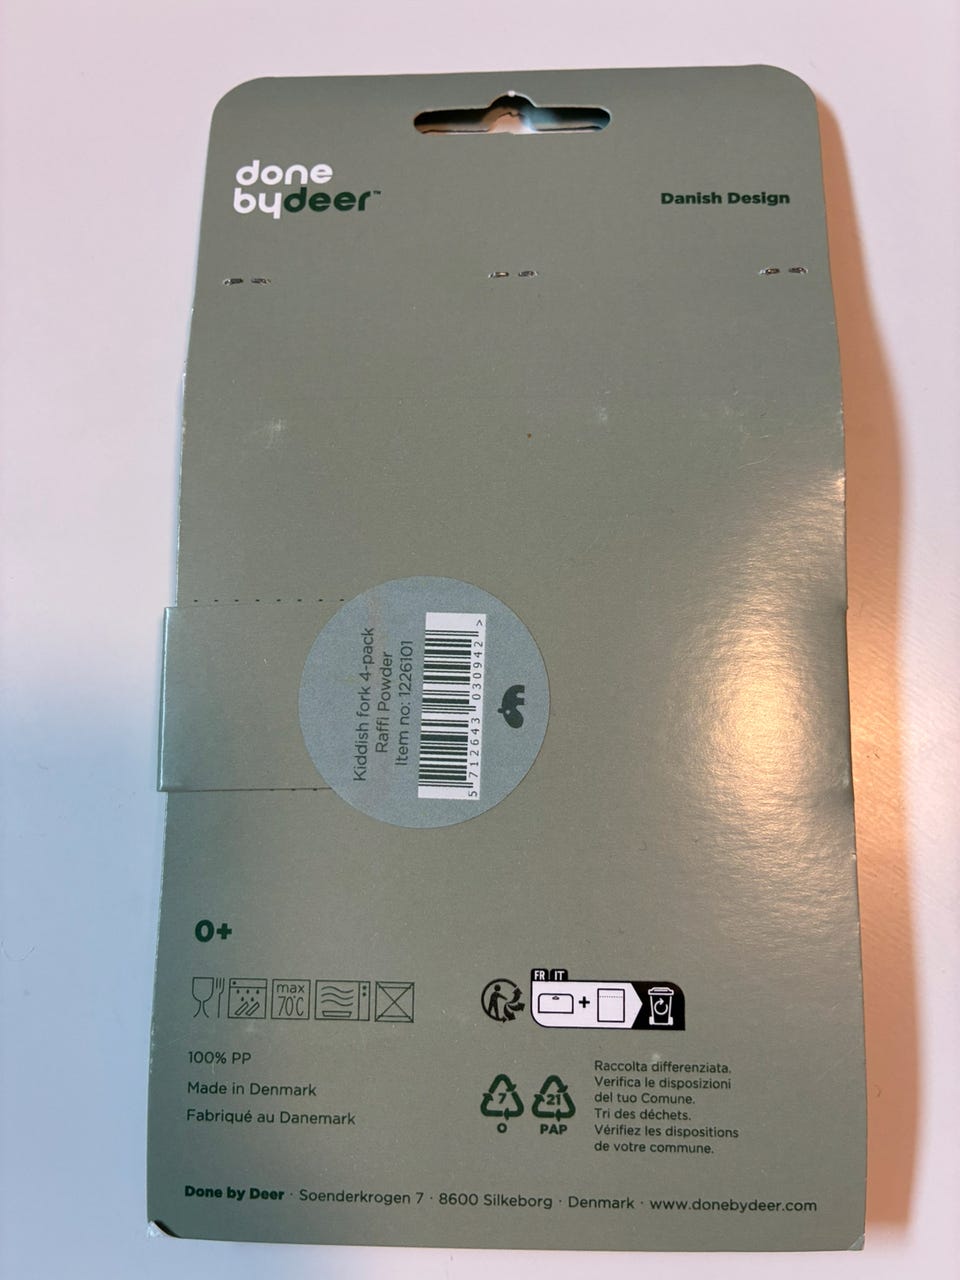 done
bydeer™
Danish Design
Kiddish fork 4-pack
Raffi Powder
Item no: 1226101
5 712643 030942 >
0+
max
70°C
FR IT
+
100% PP
Made in Denmark
Fabriqué au Danemark
7
O
21
PAP
Raccolta differenziata.
Verifica le disposizioni
del tuo Comune.
Tri des déchets.
Vérifiez les dispositions
de votre commune.
Done by Deer · Soenderkrogen 7 · 8600 Silkeborg · Denmark · www.donebydeer.com